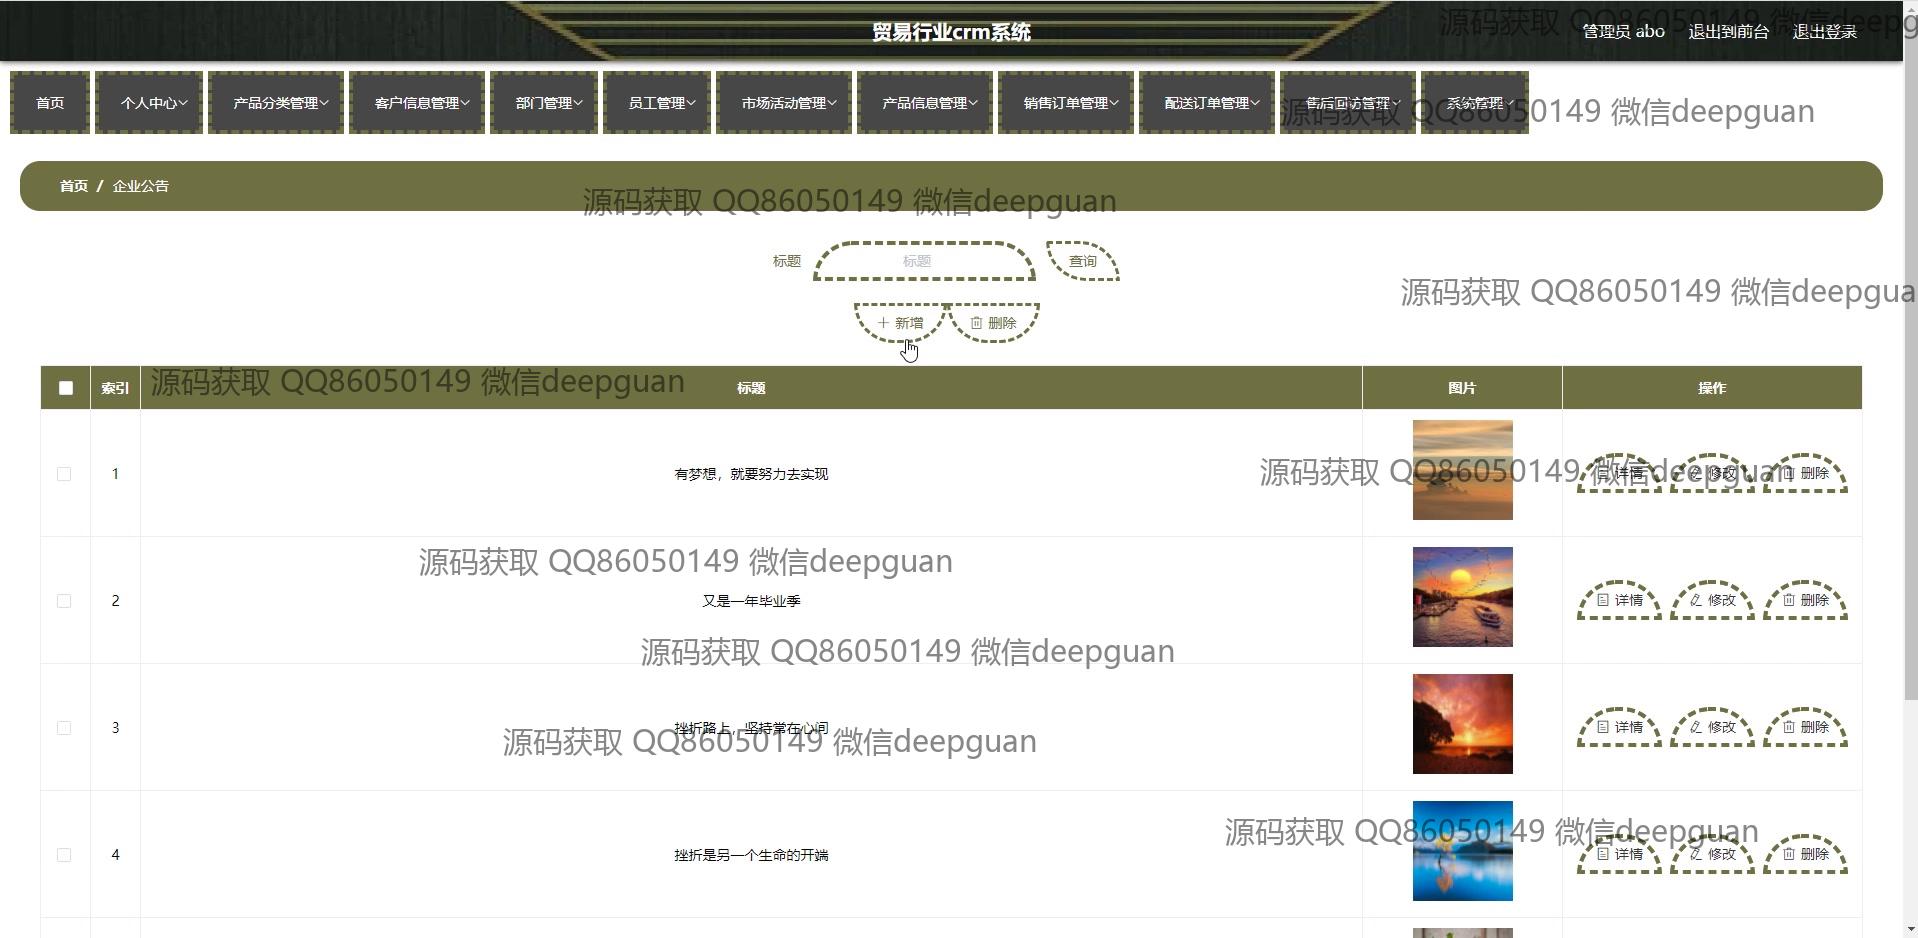 贸易行业crm系统
源码获取 QQ86050149 微信deepg
管理员 abo 退出到前台 退出登录
首页 个人中心 产品分类管理 客户信息管理 部门管理 员工管理 市场活动管理 产品信息管理 销售订单管理 配送订单管理 售后回访管理 系统管理
源码获取 QQ86050149 微信deepguan
首页 / 企业公告
源码获取 QQ86050149 微信deepguan
标题 标题 查询
源码获取 QQ86050149 微信deepgua
新增 删除
索引 标题 图片 操作
源码获取 QQ86050149 微信deepguan
1 有梦想，就要努力去实现 详情 修改 删除
源码获取 QQ86050149 微信deepguan
源码获取 QQ86050149 微信deepguan
2 又是一年毕业季 详情 修改 删除
源码获取 QQ86050149 微信deepguan
3 挫折路上，坚持常在心间 详情 修改 删除
源码获取 QQ86050149 微信deepguan
源码获取 QQ86050149 微信deepguan
4 挫折是另一个生命的开端 详情 修改 删除